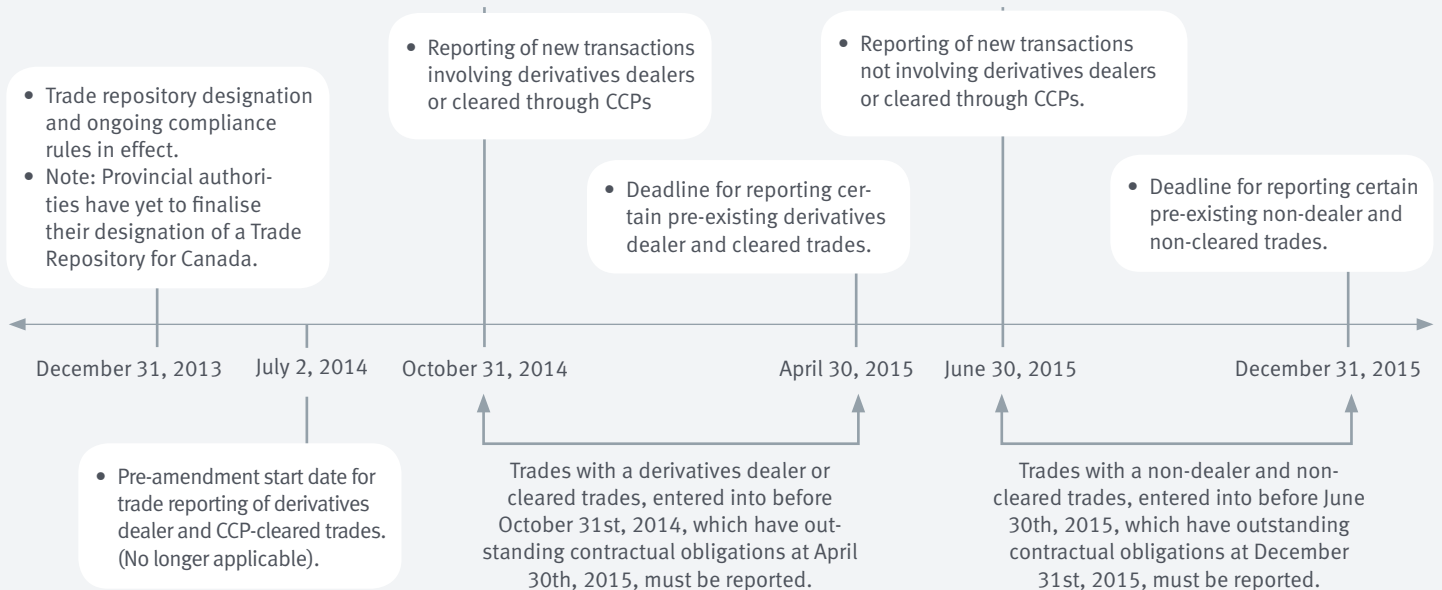 • Trade repository designation
and ongoing compliance
rules in effect.
• Note: Provincial authori-
ties have yet to finalise
their designation of a Trade
Repository for Canada.
• Reporting of new transactions
involving derivatives dealers
or cleared through CCPs
• Deadline for reporting cer-
tain pre-existing derivatives
dealer and cleared trades.
• Reporting of new transactions
not involving derivatives dealers
or cleared through CCPs.
• Deadline for reporting certain
pre-existing non-dealer and
non-cleared trades.
December 31, 2013
July 2, 2014
October 31, 2014
April 30, 2015
June 30, 2015
December 31, 2015
• Pre-amendment start date for
trade reporting of derivatives
dealer and CCP-cleared trades.
(No longer applicable).
Trades with a derivatives dealer or
cleared trades, entered into before
October 31st, 2014, which have out-
standing contractual obligations at April
30th, 2015, must be reported.
Trades with a non-dealer and non-
cleared trades, entered into before June
30th, 2015, which have outstanding
contractual obligations at December
31st, 2015, must be reported.